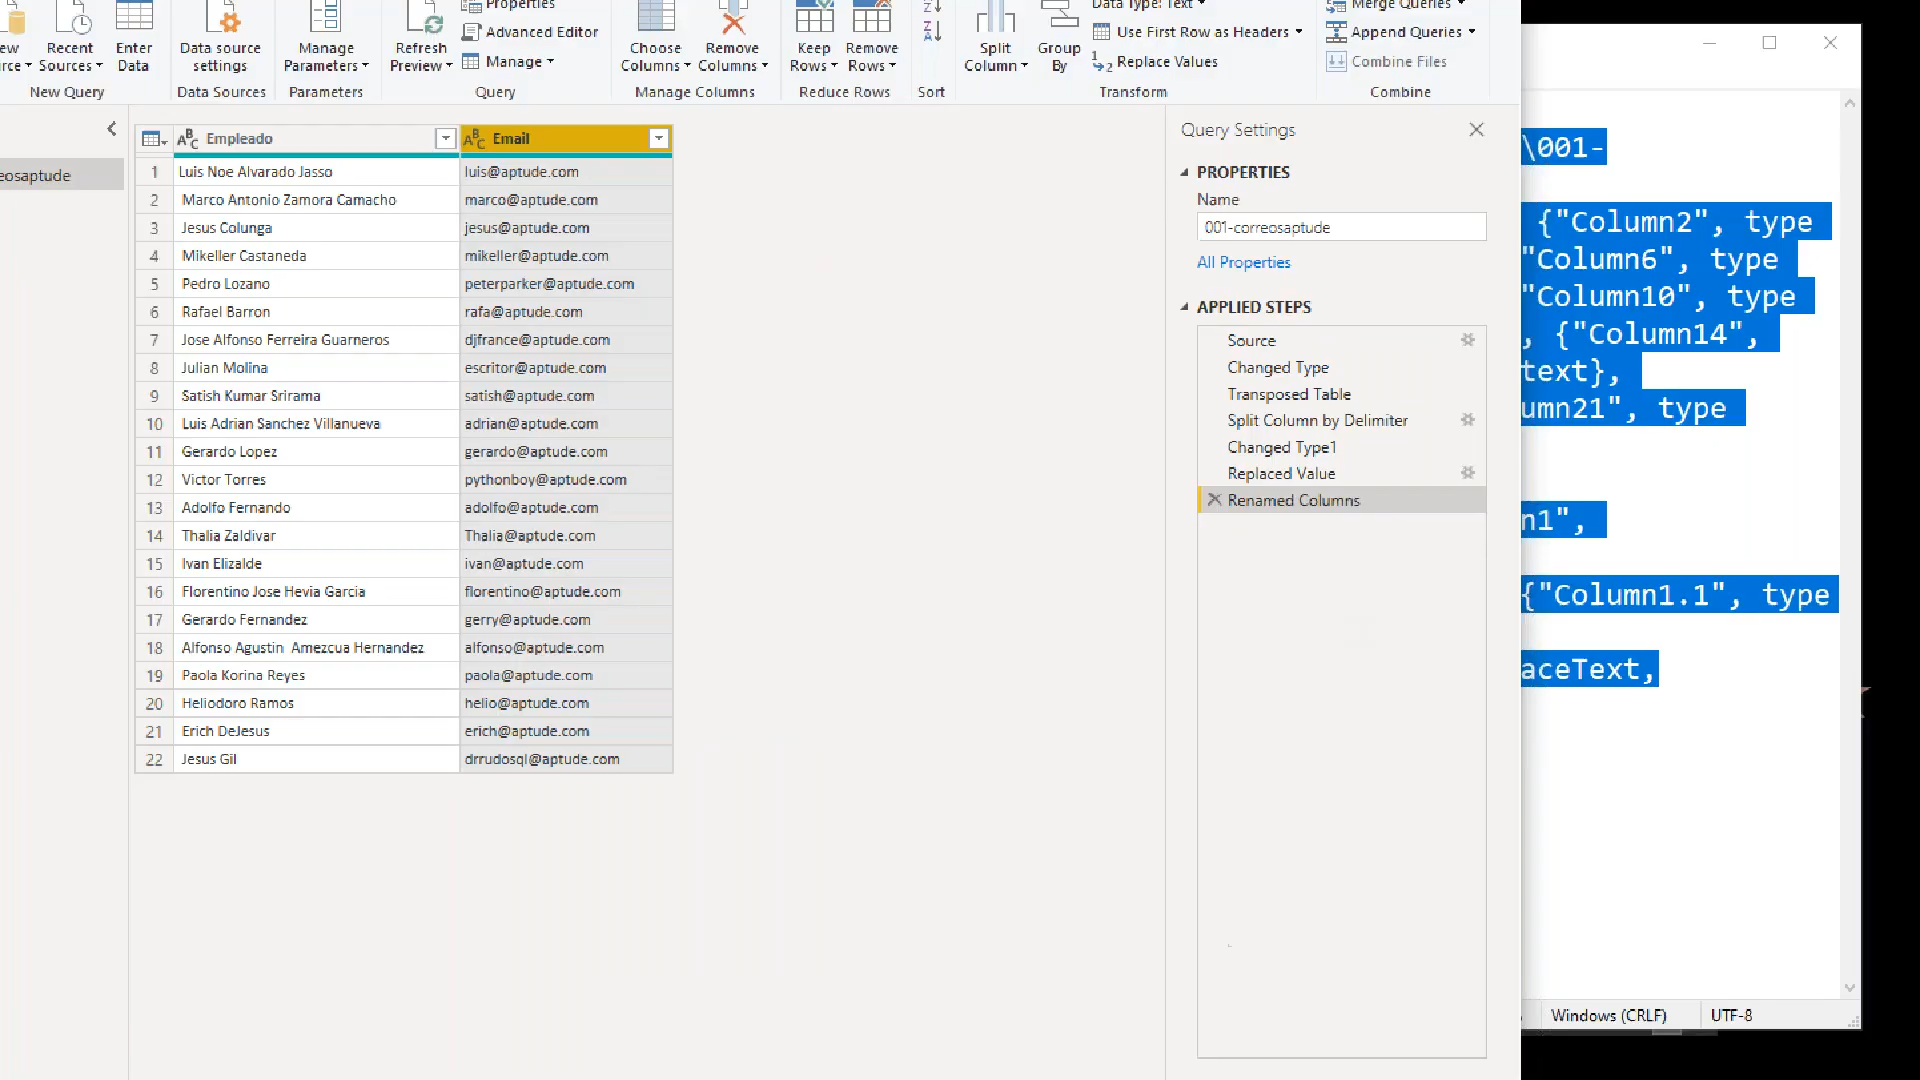 Properties
Data Type: Text
Merge Queries
Recent Sources
Enter Data
Data source settings
Manage Parameters
Refresh Preview
Advanced Editor
Manage
Choose Columns
Remove Columns
Keep Rows
Remove Rows
Split Column
Group By
Use First Row as Headers
Replace Values
Append Queries
Combine Files
New Query
Data Sources
Parameters
Query
Manage Columns
Reduce Rows
Sort
Transform
Combine
eosaptude
Empleado Email
1 Luis Noe Alvarado Jasso luis@aptude.com
2 Marco Antonio Zamora Camacho marco@aptude.com
3 Jesus Colunga jesus@aptude.com
4 Mikeller Castaneda mikeller@aptude.com
5 Pedro Lozano peterparker@aptude.com
6 Rafael Barron rafa@aptude.com
7 Jose Alfonso Ferreira Guarneros djfrance@aptude.com
8 Julian Molina escritor@aptude.com
9 Satish Kumar Srirama satish@aptude.com
10 Luis Adrian Sanchez Villanueva adrian@aptude.com
11 Gerardo Lopez gerardo@aptude.com
12 Victor Torres pythonboy@aptude.com
13 Adolfo Fernando adolfo@aptude.com
14 Thalia Zaldivar Thalia@aptude.com
15 Ivan Elizalde ivan@aptude.com
16 Florentino Jose Hevia Garcia florentino@aptude.com
17 Gerardo Fernandez gerry@aptude.com
18 Alfonso Agustin  Amezcua Hernandez alfonso@aptude.com
19 Paola Korina Reyes paola@aptude.com
20 Heliodoro Ramos helio@aptude.com
21 Erich DeJesus erich@aptude.com
22 Jesus Gil drrudosql@aptude.com
Query Settings
PROPERTIES
Name
001-correosaptude
All Properties
APPLIED STEPS
Source
Changed Type
Transposed Table
Split Column by Delimiter
Changed Type1
Replaced Value
Renamed Columns
\001-
{"Column2", type
"Column6", type
"Column10", type
, {"Column14",
text},
umn21", type
n1",
{"Column1.1", type
aceText,
Windows (CRLF)
UTF-8